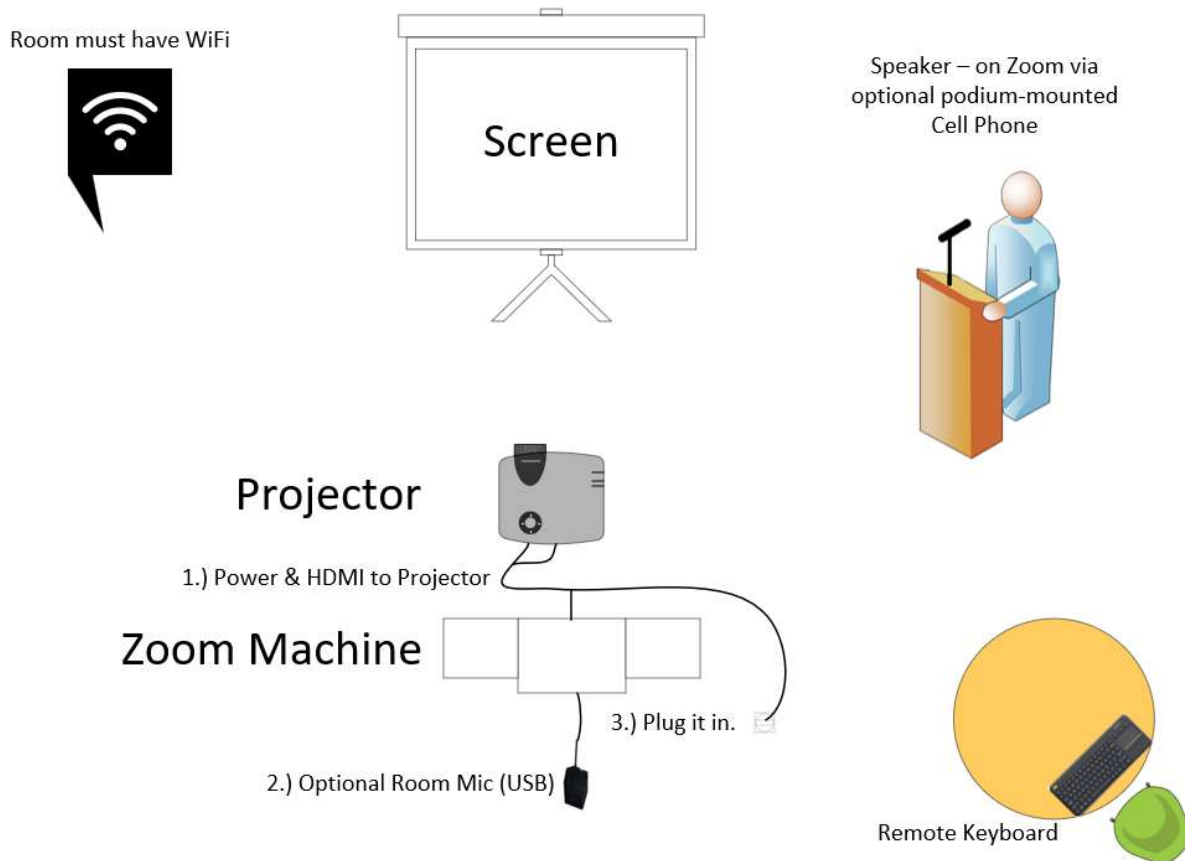 Room must have WiFi
Screen
Speaker – on Zoom via
optional podium-mounted
Cell Phone
Projector
1.) Power & HDMI to Projector
Zoom Machine
3.) Plug it in.
2.) Optional Room Mic (USB)
Remote Keyboard